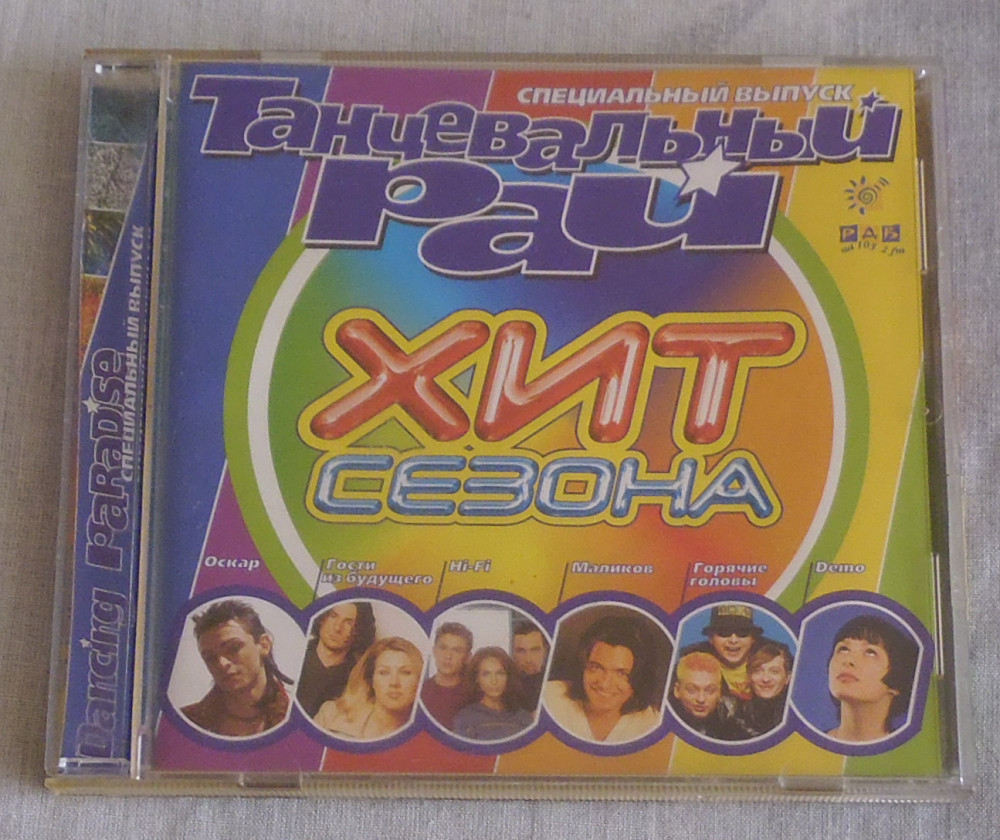 СПЕЦИАЛЬНЫЙ ВЫПУСК
Танцевальный
Рай
РАБ
ХИТ
СЕЗОНА
Оскар
Гости
из будущего
Hi-Fi
Маликов
Горячие
головы
Demo
Dancing Paradise
СПЕЦИАЛЬНЫЙ ВЫПУСК